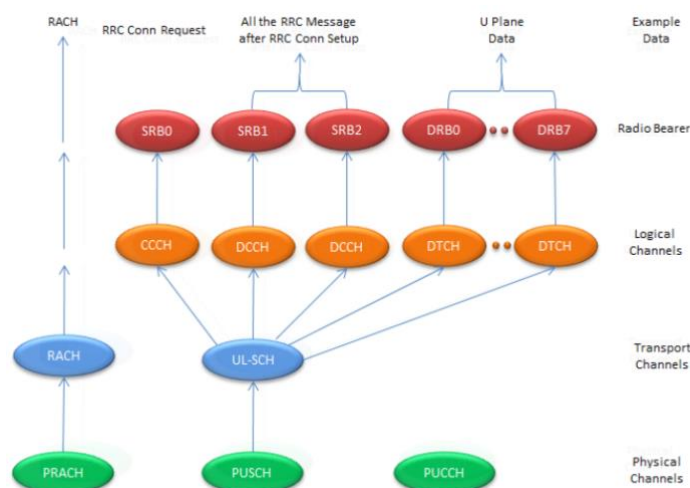 RACH
RRC Conn Request
All the RRC Message
after RRC Conn Setup
U Plane
Data
Example
Data
SRB0
SRB1
SRB2
DRB0
DRB7
Radio Bearer
CCCH
DCCH
DCCH
DTCH
DTCH
Logical
Channels
RACH
UL-SCH
Transport
Channels
PRACH
PUSCH
PUCCH
Physical
Channels